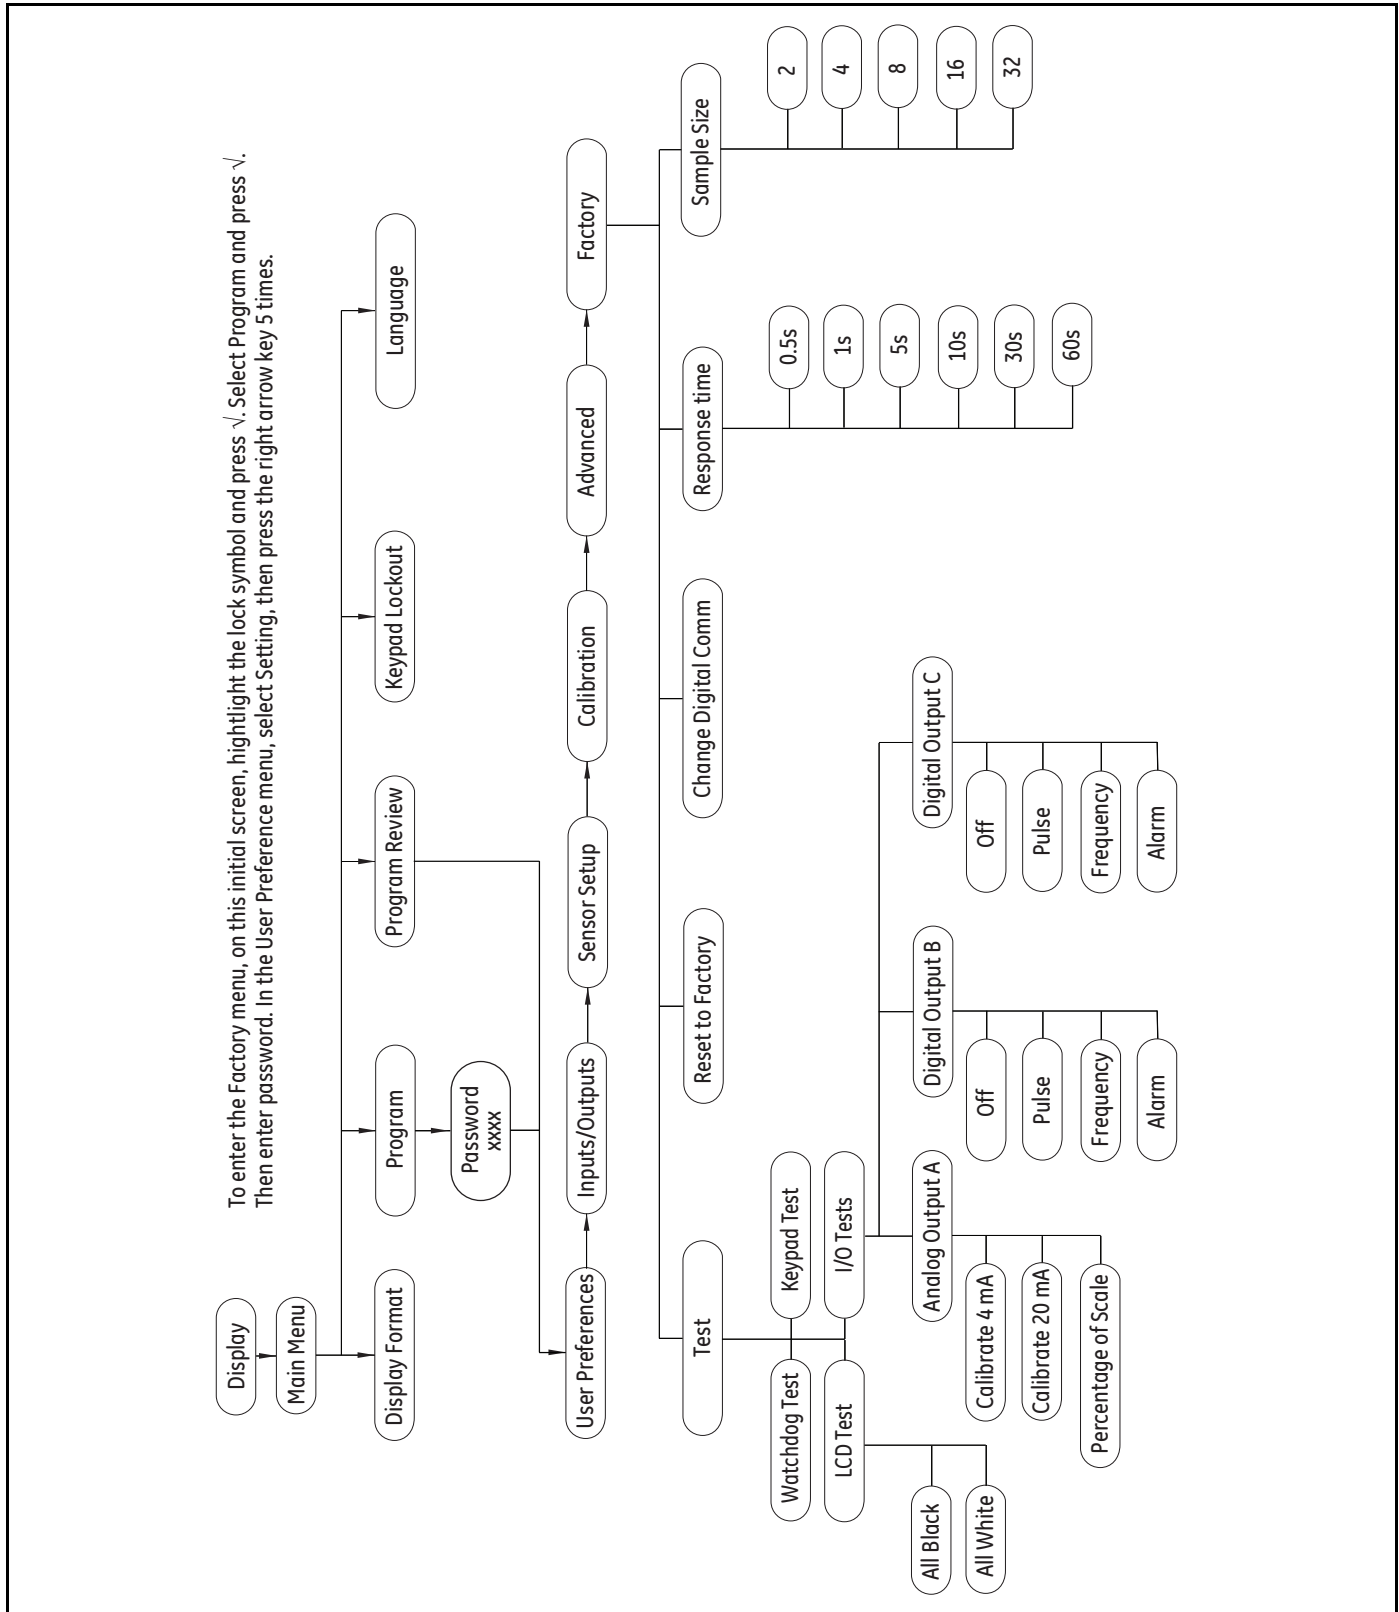 To enter the Factory menu, on this initial screen, hightlight the lock symbol and press √. Select Program and press √.
Then enter password. In the User Preference menu, select Setting, then press the right arrow key 5 times.
Display
Main Menu
Display Format
Program
Program Review
Keypad Lockout
Language
Password
xxxx
User Preferences
Inputs/Outputs
Sensor Setup
Calibration
Advanced
Factory
Test
Reset to Factory
Change Digital Comm
Response time
Sample Size
Watchdog Test
Keypad Test
LCD Test
I/O Tests
All Black
All White
Analog Output A
Calibrate 4 mA
Calibrate 20 mA
Percentage of Scale
Digital Output B
Off
Pulse
Frequency
Alarm
Digital Output C
Off
Pulse
Frequency
Alarm
0.5s
1s
5s
10s
30s
60s
2
4
8
16
32